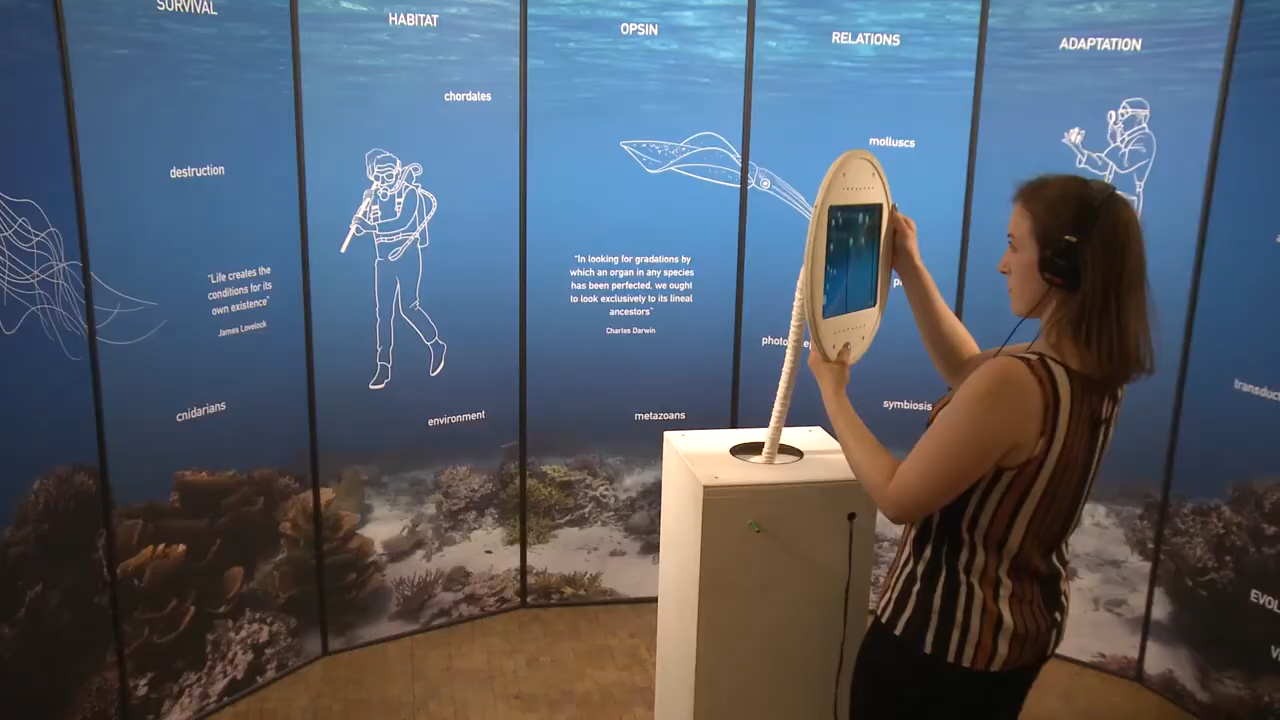 SURVIVAL
destruction
"Life creates the
conditions for its
own existence"
James Lovelock
cnidarians
HABITAT
chordates
environment
OPSIN
"In looking for gradations by
which an organ in any species
has been perfected, we ought
to look exclusively to its lineal
ancestors"
Charles Darwin
metazoans
RELATIONS
molluscs
symbiosis
ADAPTATION